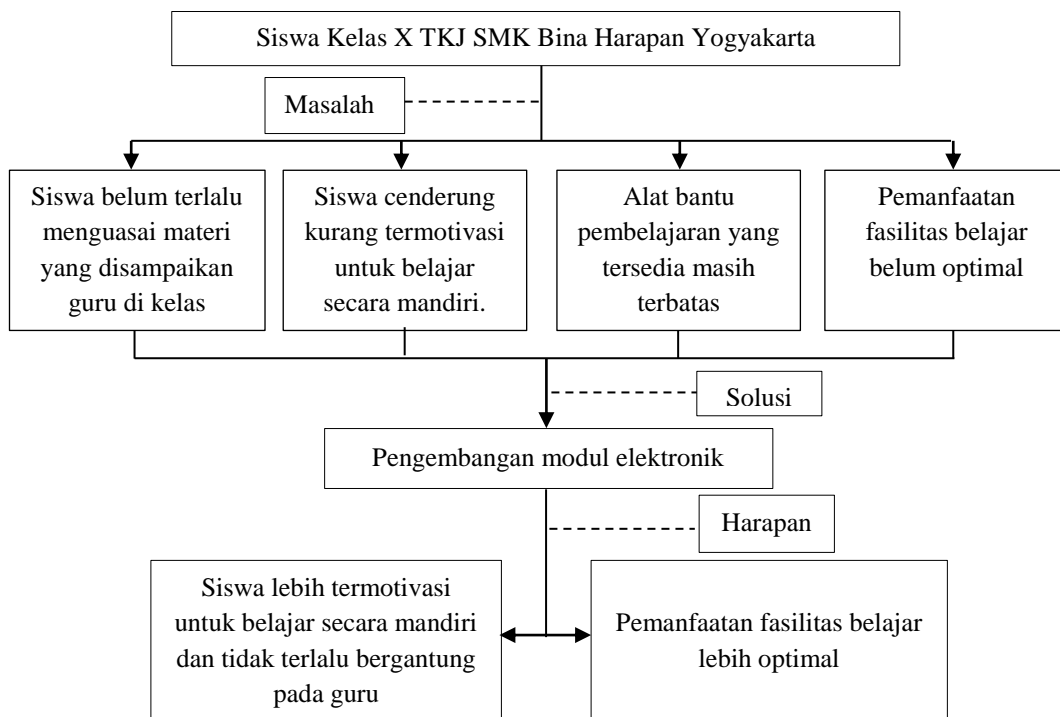 Siswa Kelas X TKJ SMK Bina Harapan Yogyakarta
Masalah
Siswa belum terlalu
menguasai materi
yang disampaikan
guru di kelas
Siswa cenderung
kurang termotivasi
untuk belajar
secara mandiri.
Alat bantu
pembelajaran yang
tersedia masih
terbatas
Pemanfaatan
fasilitas belajar
belum optimal
Solusi
Pengembangan modul elektronik
Harapan
Siswa lebih termotivasi
untuk belajar secara mandiri
dan tidak terlalu bergantung
pada guru
Pemanfaatan fasilitas belajar
lebih optimal